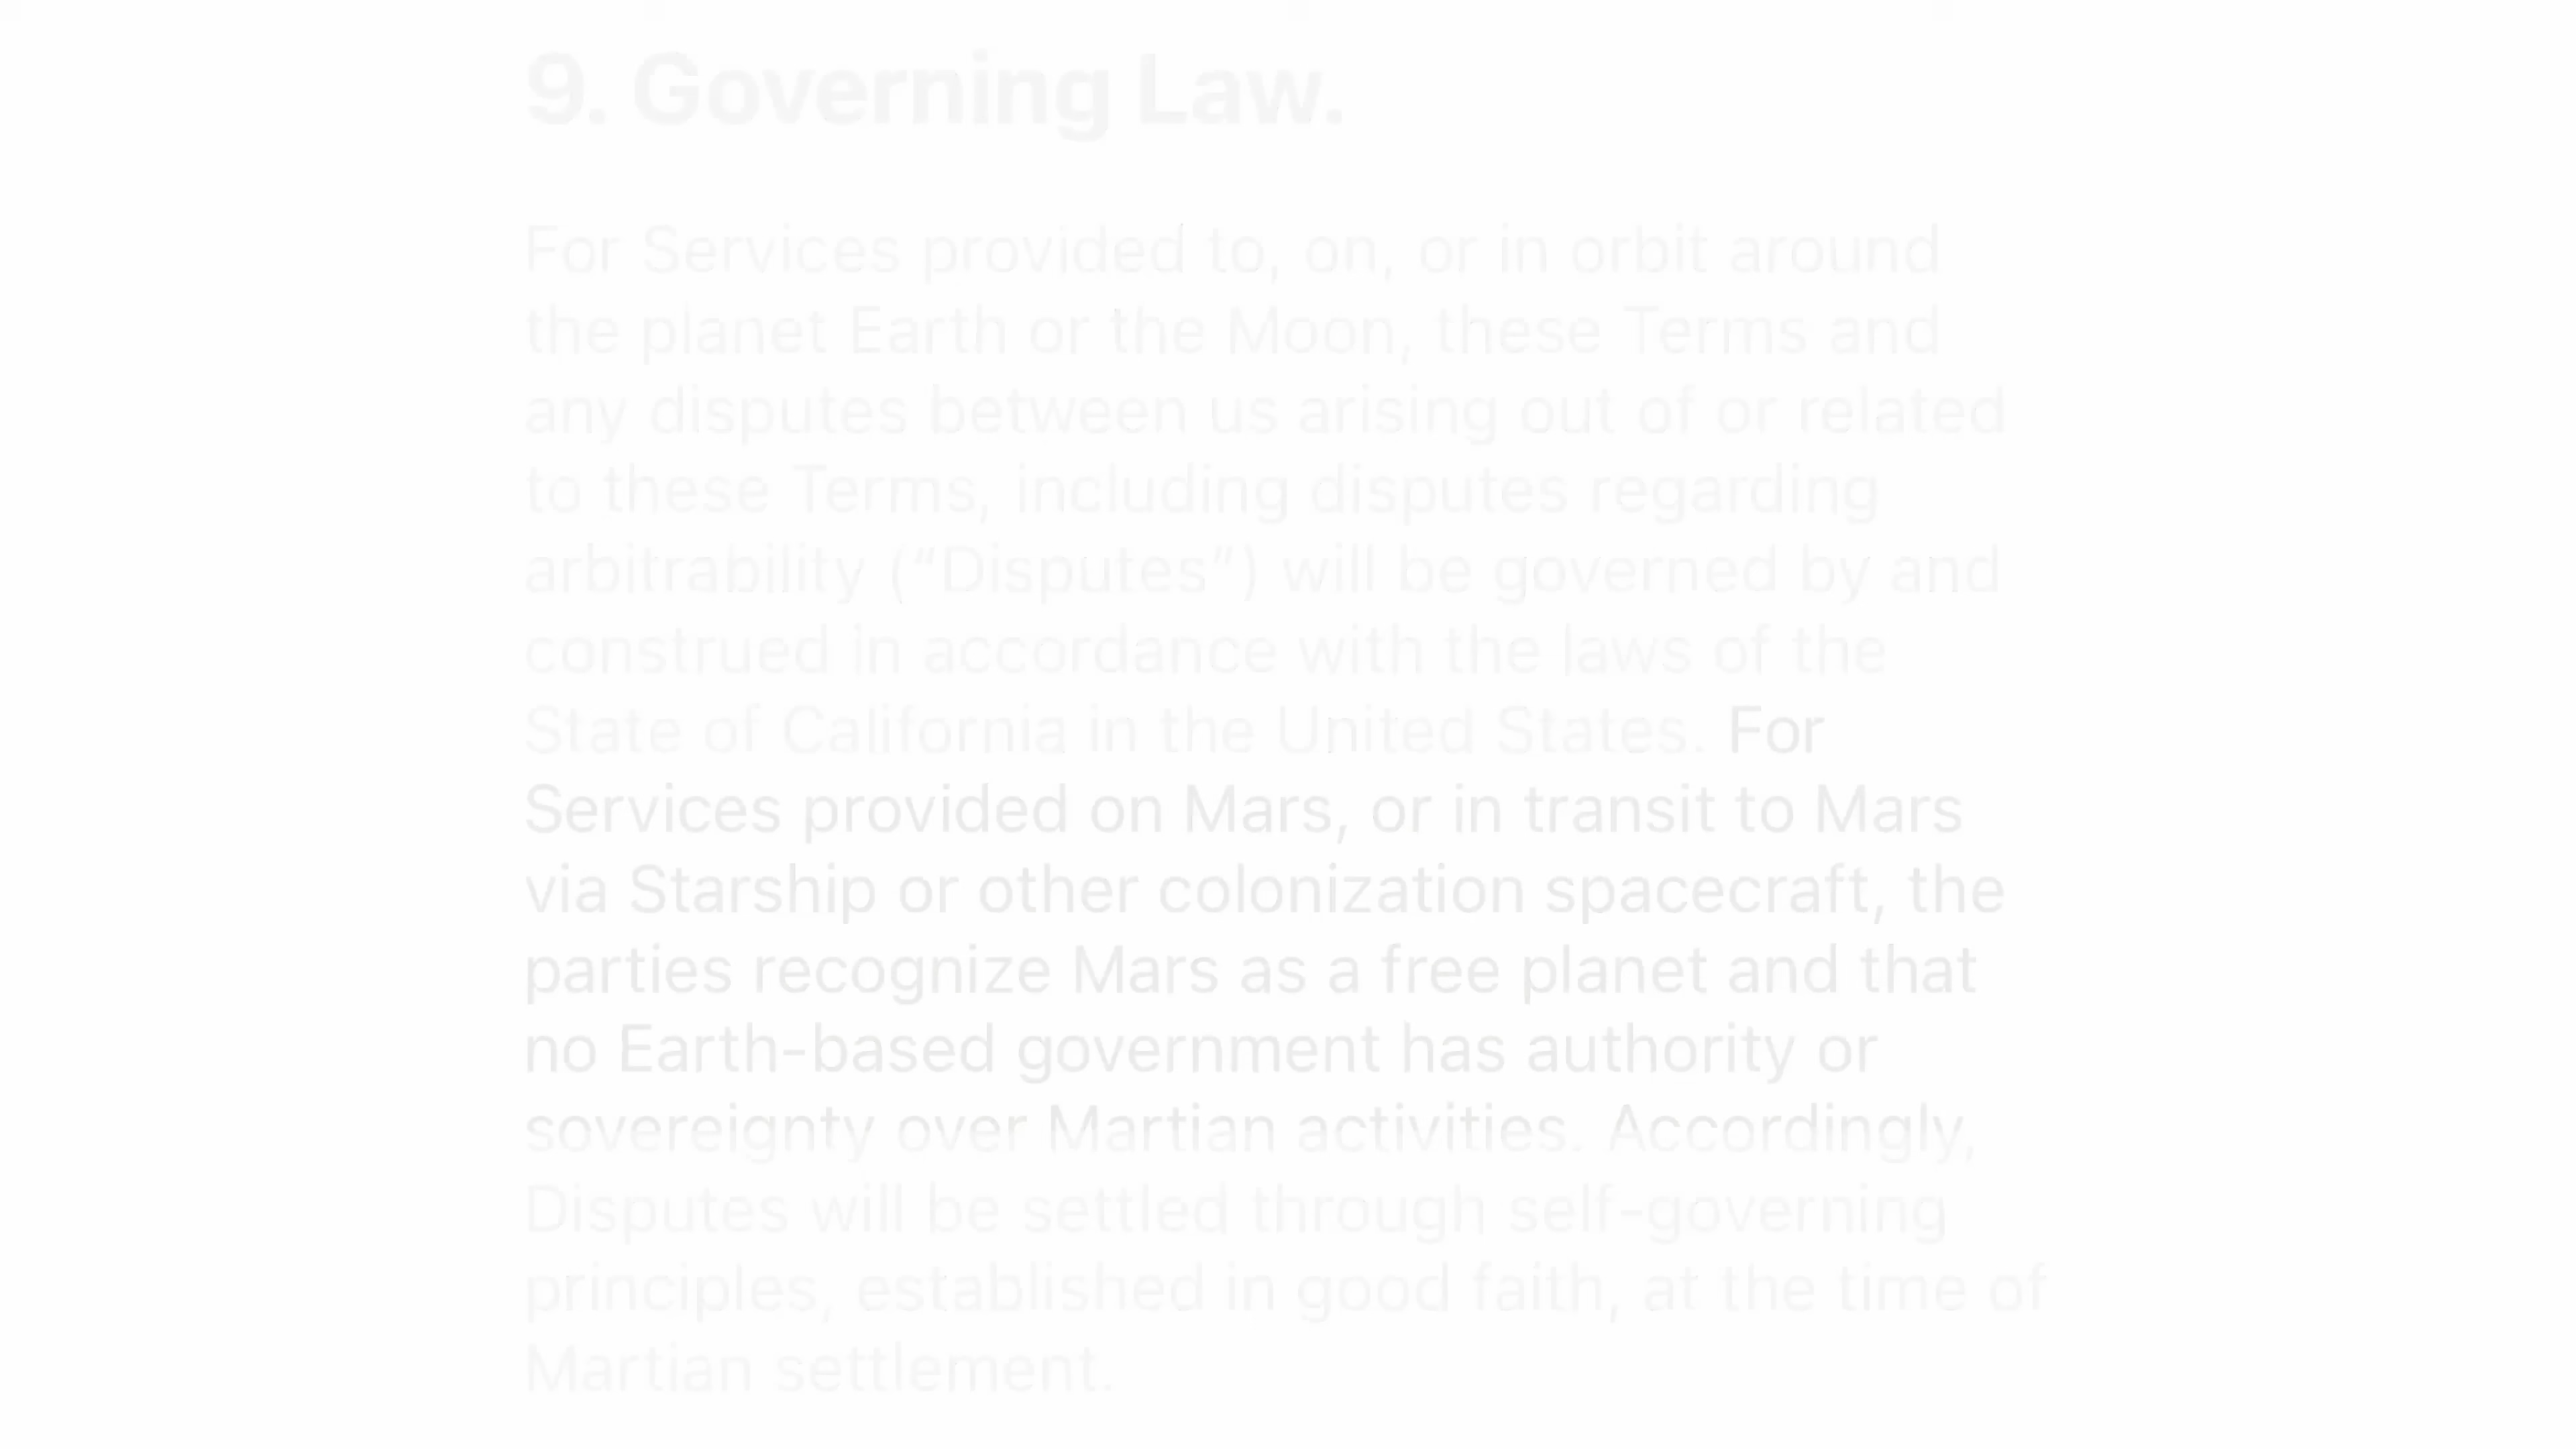 9. Governing Law.
For Services provided to, on, or in orbit around
the planet Earth or the Moon, these Terms and
any disputes between us arising out of or related
to these Terms, including disputes regarding
arbitrability (“Disputes”) will be governed by and
construed in accordance with the laws of the
State of California in the United States. For
Services provided on Mars, or in transit to Mars
via Starship or other colonization spacecraft, the
parties recognize Mars as a free planet and that
no Earth-based government has authority or
sovereignty over Martian activities. Accordingly,
Disputes will be settled through self-governing
principles, established in good faith, at the time of
Martian settlement.